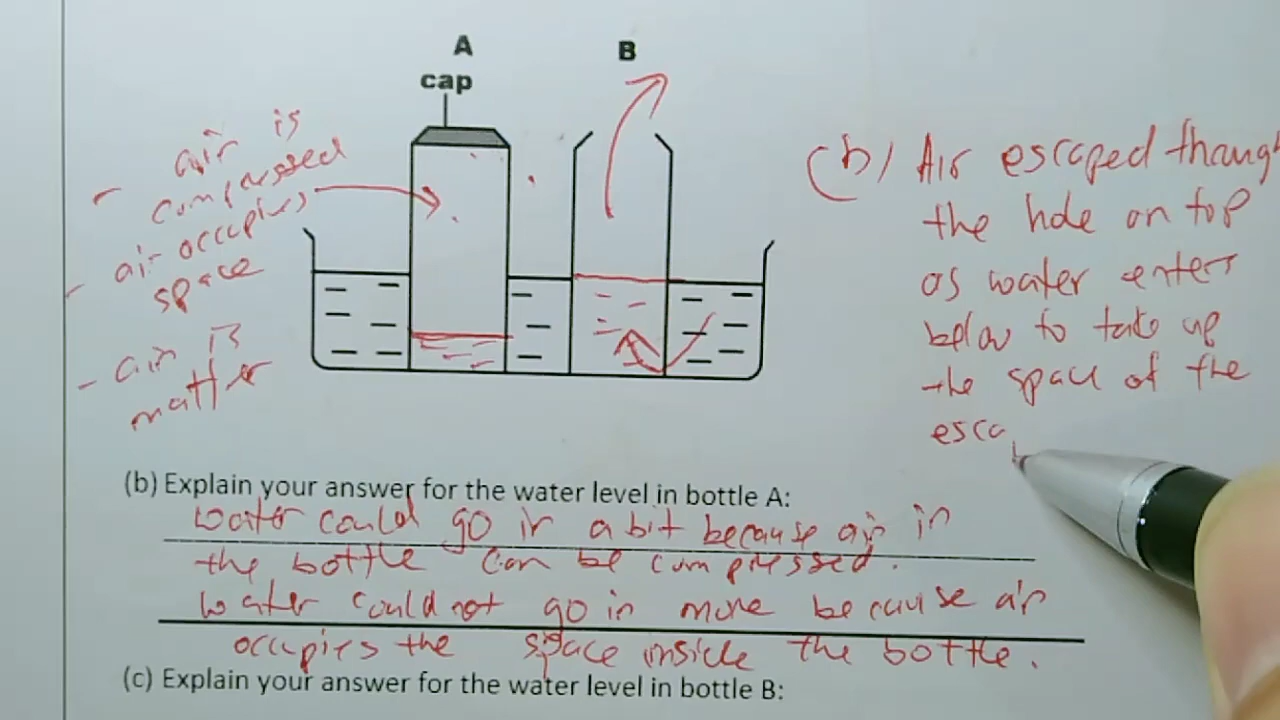 A
cap
B
- air is
compressed
- air occupies
space
- air is
matter
(b) Air escaped through
the hole on top
as water enters
below to take up
the space of the
esca
(b) Explain your answer for the water level in bottle A:
water could go in a bit because air in
the bottle can be compressed.
Water could not go in more because air
occupies the space inside the bottle.
(c) Explain your answer for the water level in bottle B: